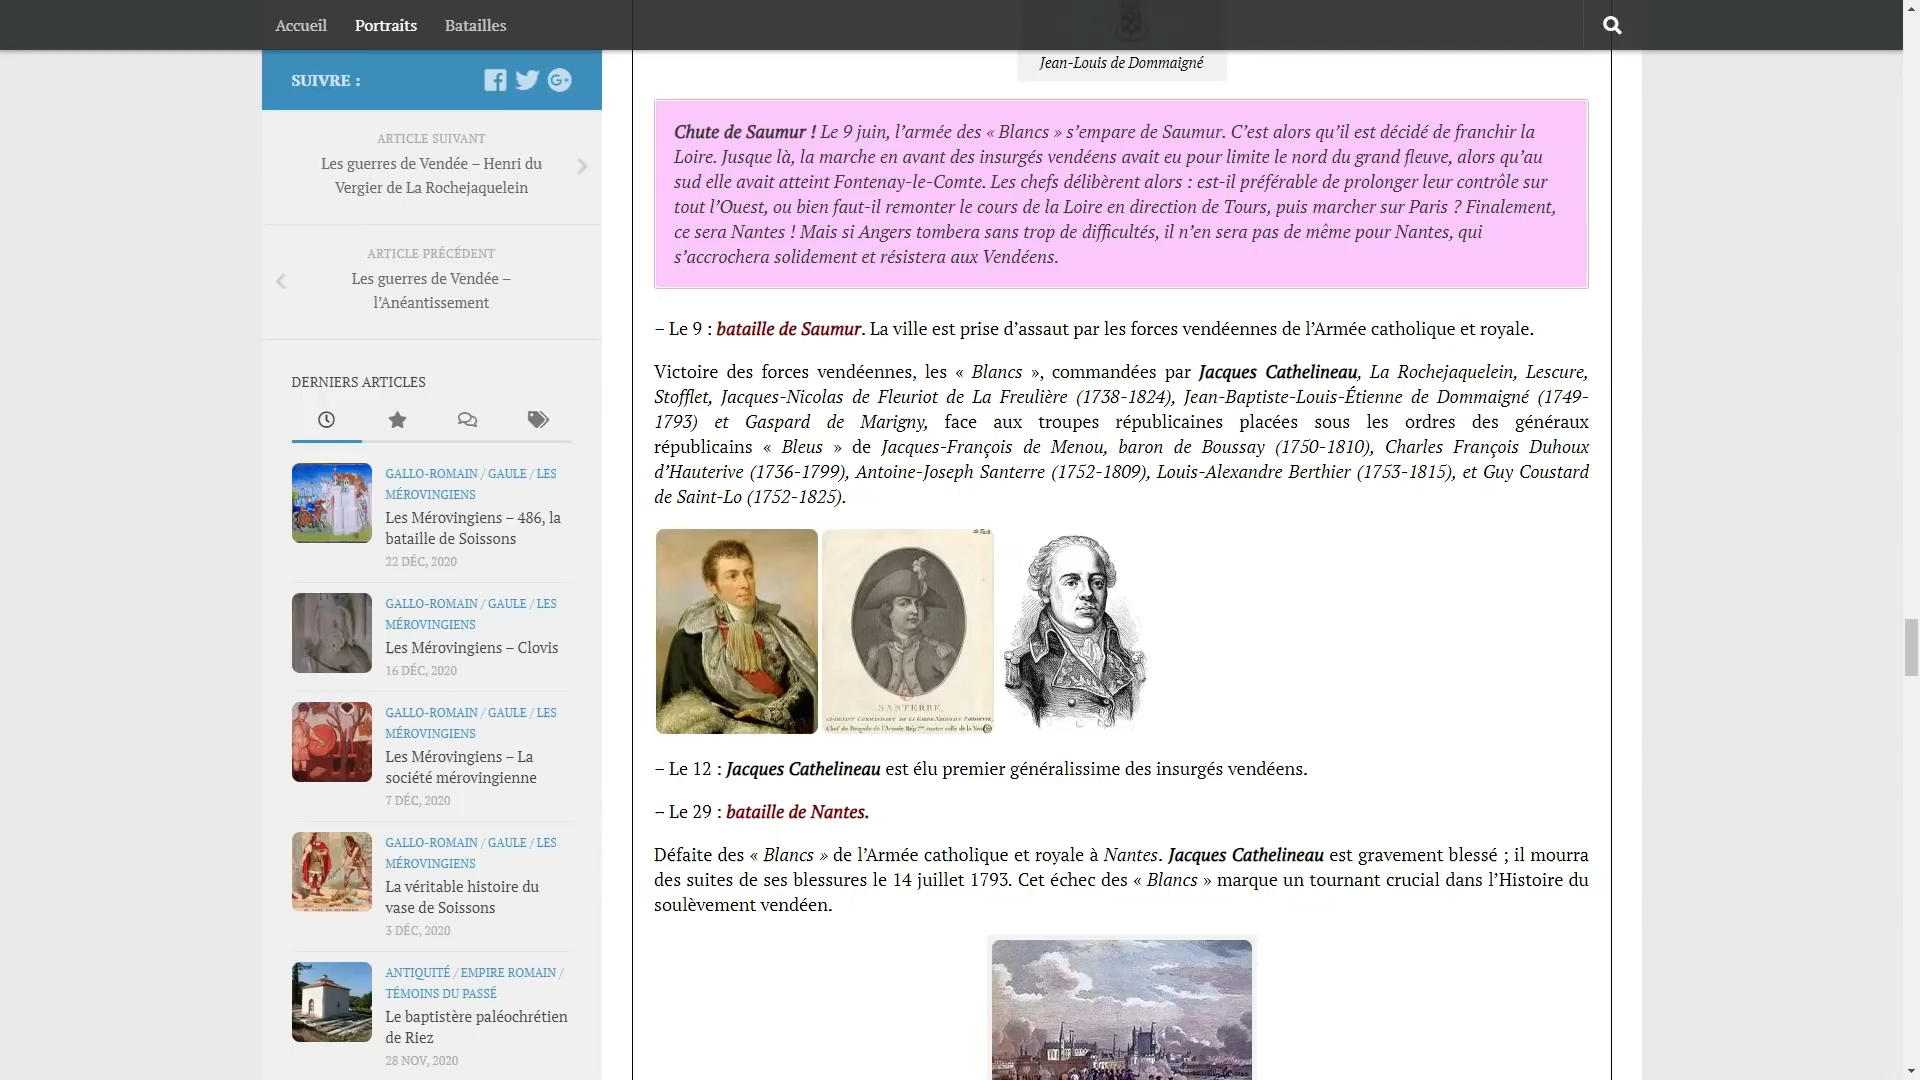 Accueil Portraits Batailles
SUIVRE :
ARTICLE SUIVANT
Les guerres de Vendée – Henri du
Vergier de La Rochejaquelein
ARTICLE PRÉCÉDENT
Les guerres de Vendée –
l’Anéantissement
DERNIERS ARTICLES
GALLO-ROMAIN / GAULE / LES
MÉROVINGIENS
Les Mérovingiens – 486, la
bataille de Soissons
22 DÉC, 2020
GALLO-ROMAIN / GAULE / LES
MÉROVINGIENS
Les Mérovingiens – Clovis
16 DÉC, 2020
GALLO-ROMAIN / GAULE / LES
MÉROVINGIENS
Les Mérovingiens – La
société mérovingienne
7 DÉC, 2020
GALLO-ROMAIN / GAULE / LES
MÉROVINGIENS
La véritable histoire du
vase de Soissons
3 DÉC, 2020
ANTIQUITÉ / EMPIRE ROMAIN /
TÉMOINS DU PASSÉ
Le baptistère paléochrétien
de Riez
28 NOV, 2020
Jean-Louis de Dommaigné
Chute de Saumur ! Le 9 juin, l’armée des « Blancs » s’empare de Saumur. C’est alors qu’il est décidé de franchir la
Loire. Jusque là, la marche en avant des insurgés vendéens avait eu pour limite le nord du grand fleuve, alors qu’au
sud elle avait atteint Fontenay-le-Comte. Les chefs délibèrent alors : est-il préférable de prolonger leur contrôle sur
tout l’Ouest, ou bien faut-il remonter le cours de la Loire en direction de Tours, puis marcher sur Paris ? Finalement,
ce sera Nantes ! Mais si Angers tombera sans trop de difficultés, il n’en sera pas de même pour Nantes, qui
s’accrochera solidement et résistera aux Vendéens.
– Le 9 : bataille de Saumur. La ville est prise d’assaut par les forces vendéennes de l’Armée catholique et royale.
Victoire des forces vendéennes, les « Blancs », commandées par Jacques Cathelineau, La Rochejaquelein, Lescure,
Stofflet, Jacques-Nicolas de Fleuriot de La Freulière (1738-1824), Jean-Baptiste-Louis-Étienne de Dommaigné (1749-
1793) et Gaspard de Marigny, face aux troupes républicaines placées sous les ordres des généraux
républicains « Bleus » de Jacques-François de Menou, baron de Boussay (1750-1810), Charles François Duhoux
d’Hauterive (1736-1799), Antoine-Joseph Santerre (1752-1809), Louis-Alexandre Berthier (1753-1815), et Guy Coustard
de Saint-Lo (1752-1825).
SANTERRE,
– Le 12 : Jacques Cathelineau est élu premier généralissime des insurgés vendéens.
– Le 29 : bataille de Nantes.
Défaite des « Blancs » de l’Armée catholique et royale à Nantes. Jacques Cathelineau est gravement blessé ; il mourra
des suites de ses blessures le 14 juillet 1793. Cet échec des « Blancs » marque un tournant crucial dans l’Histoire du
soulèvement vendéen.